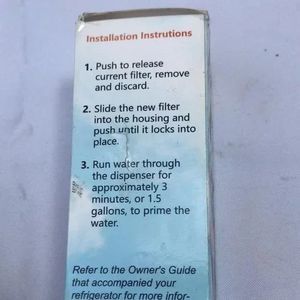 Installation Instrutions
1. Push to release
current filter, remove
and discard.
2. Slide the new filter
into the housing and
push until it locks into
place.
3. Run water through
the dispenser for
approximately 3
minutes, or 1.5
gallons, to prime the
water.
Refer to the Owner's Guide
that accompanied your
refrigerator for more infor-